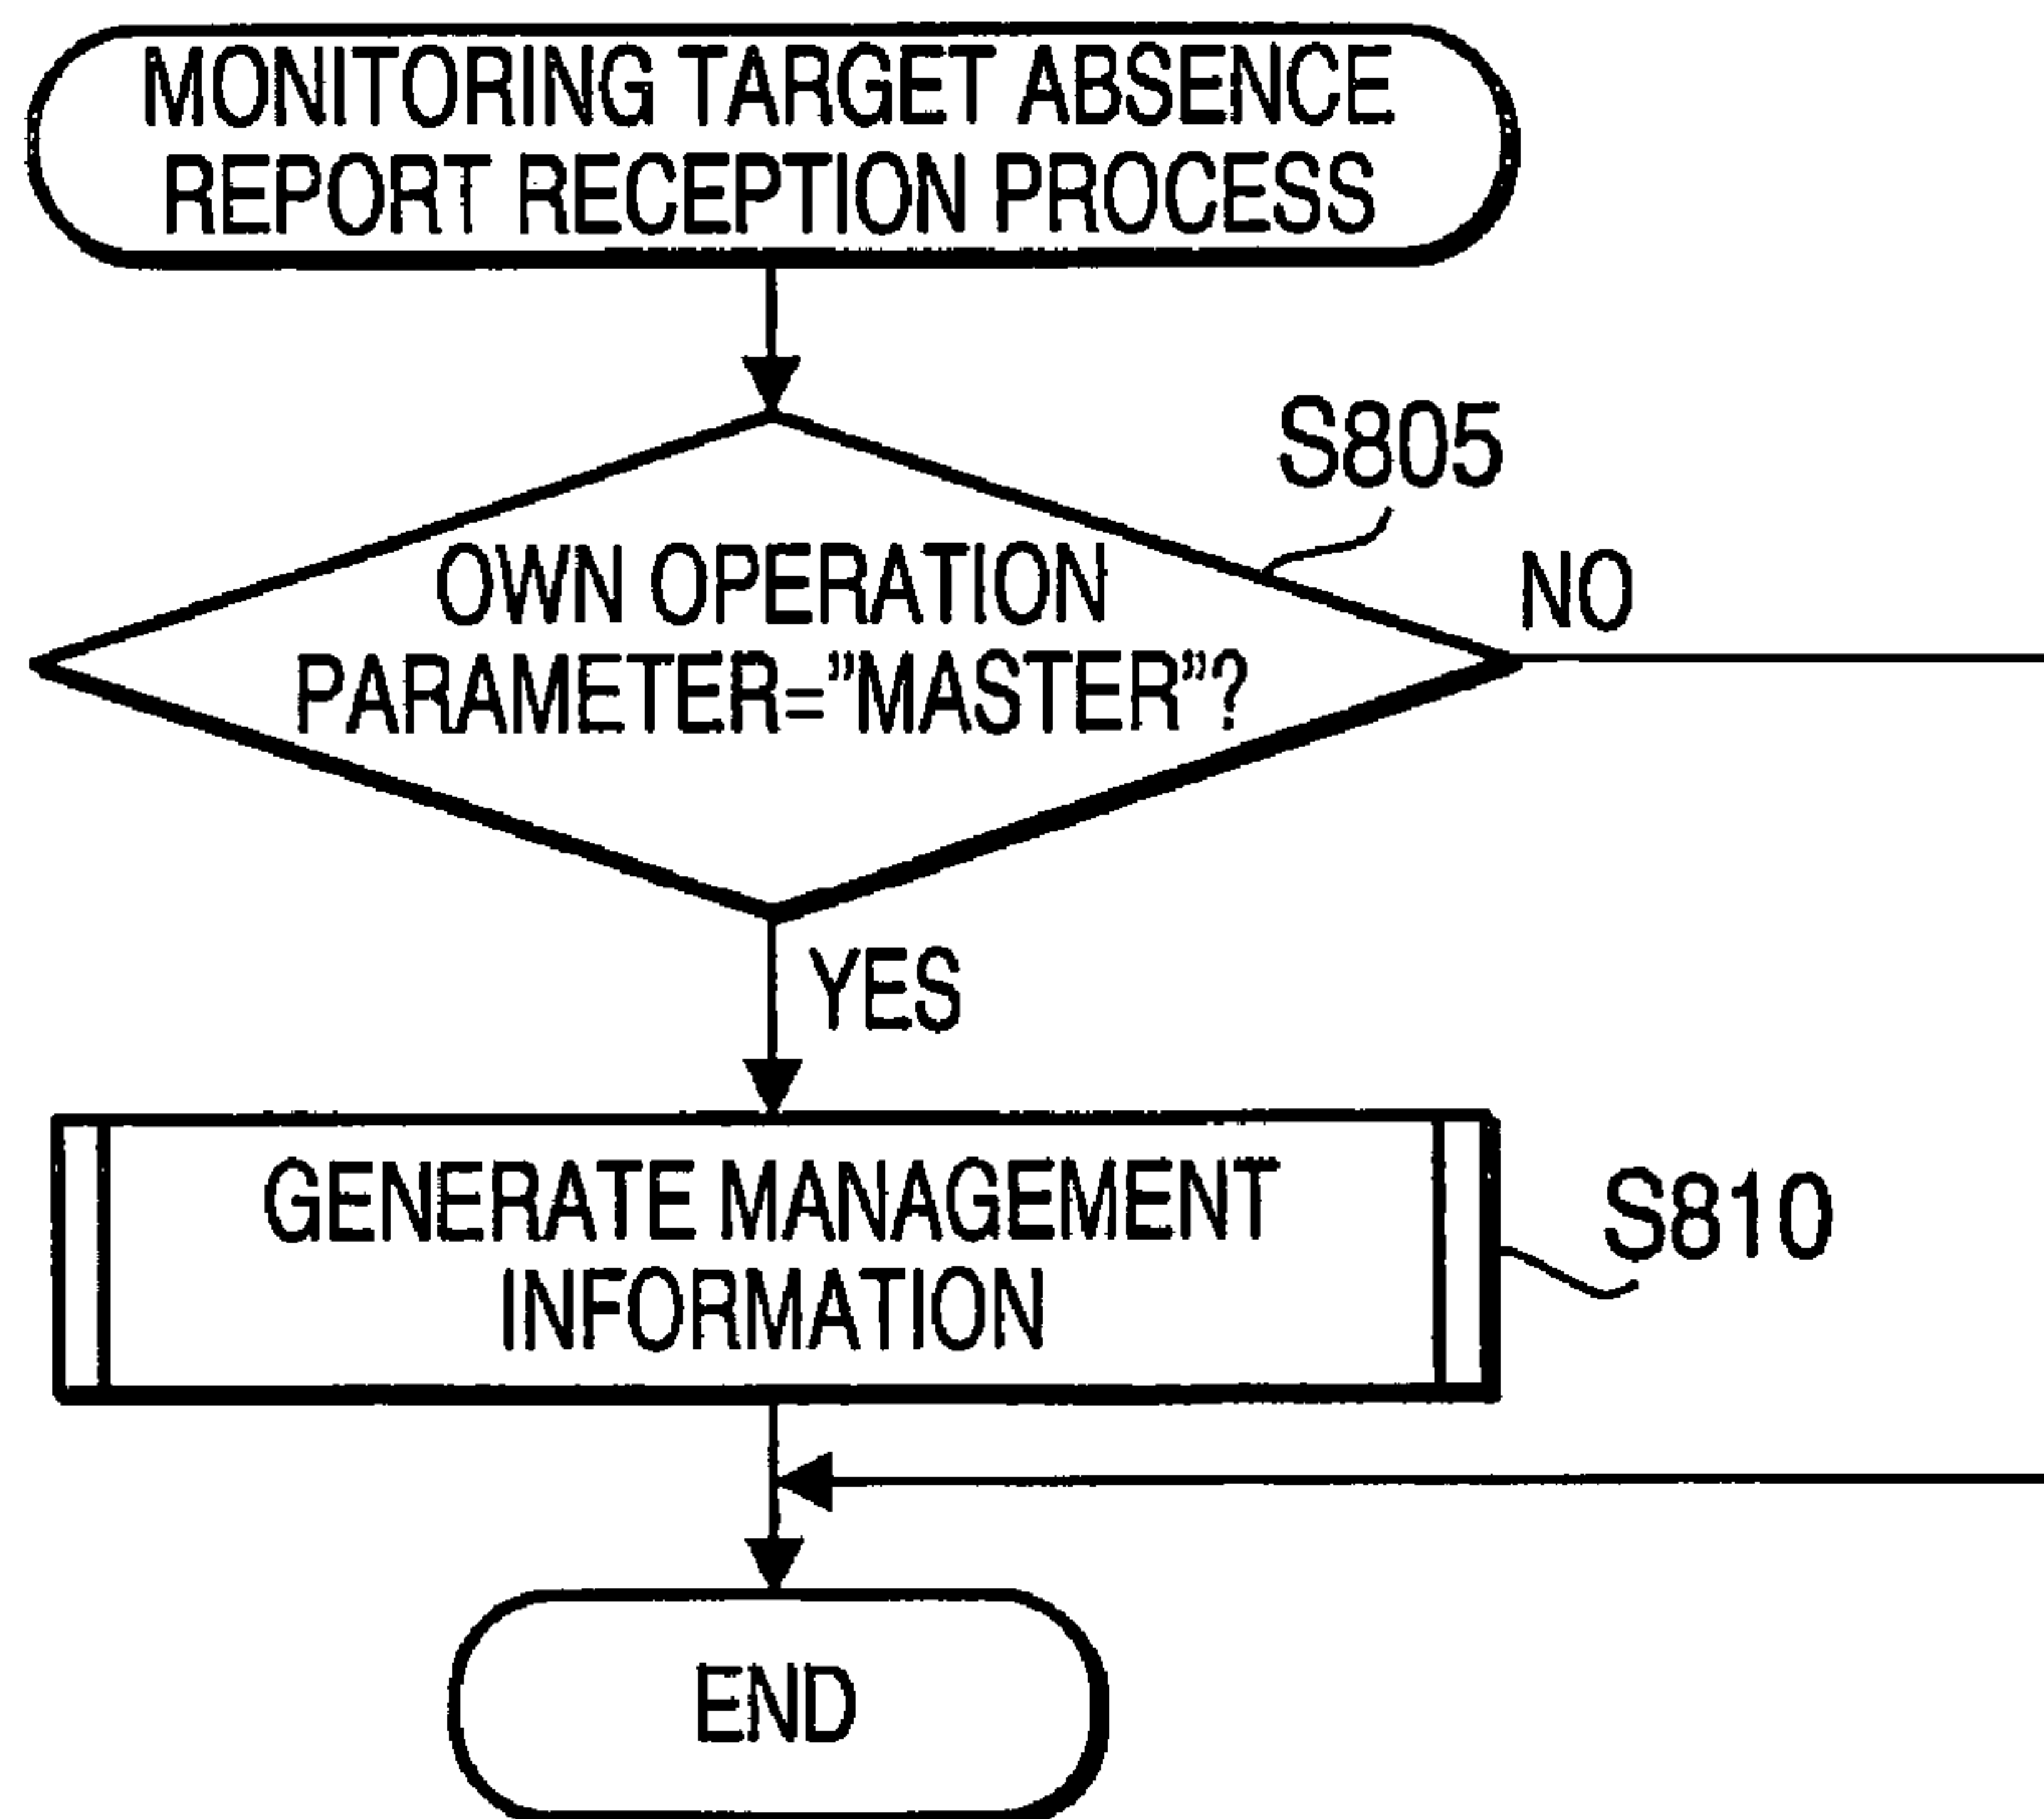 MONITORING TARGET ABSENCE
REPORT RECEPTION PROCESS
S805
OWN OPERATION
PARAMETER=”MASTER”?
NO
YES
GENERATE MANAGEMENT
INFORMATION
S810
END